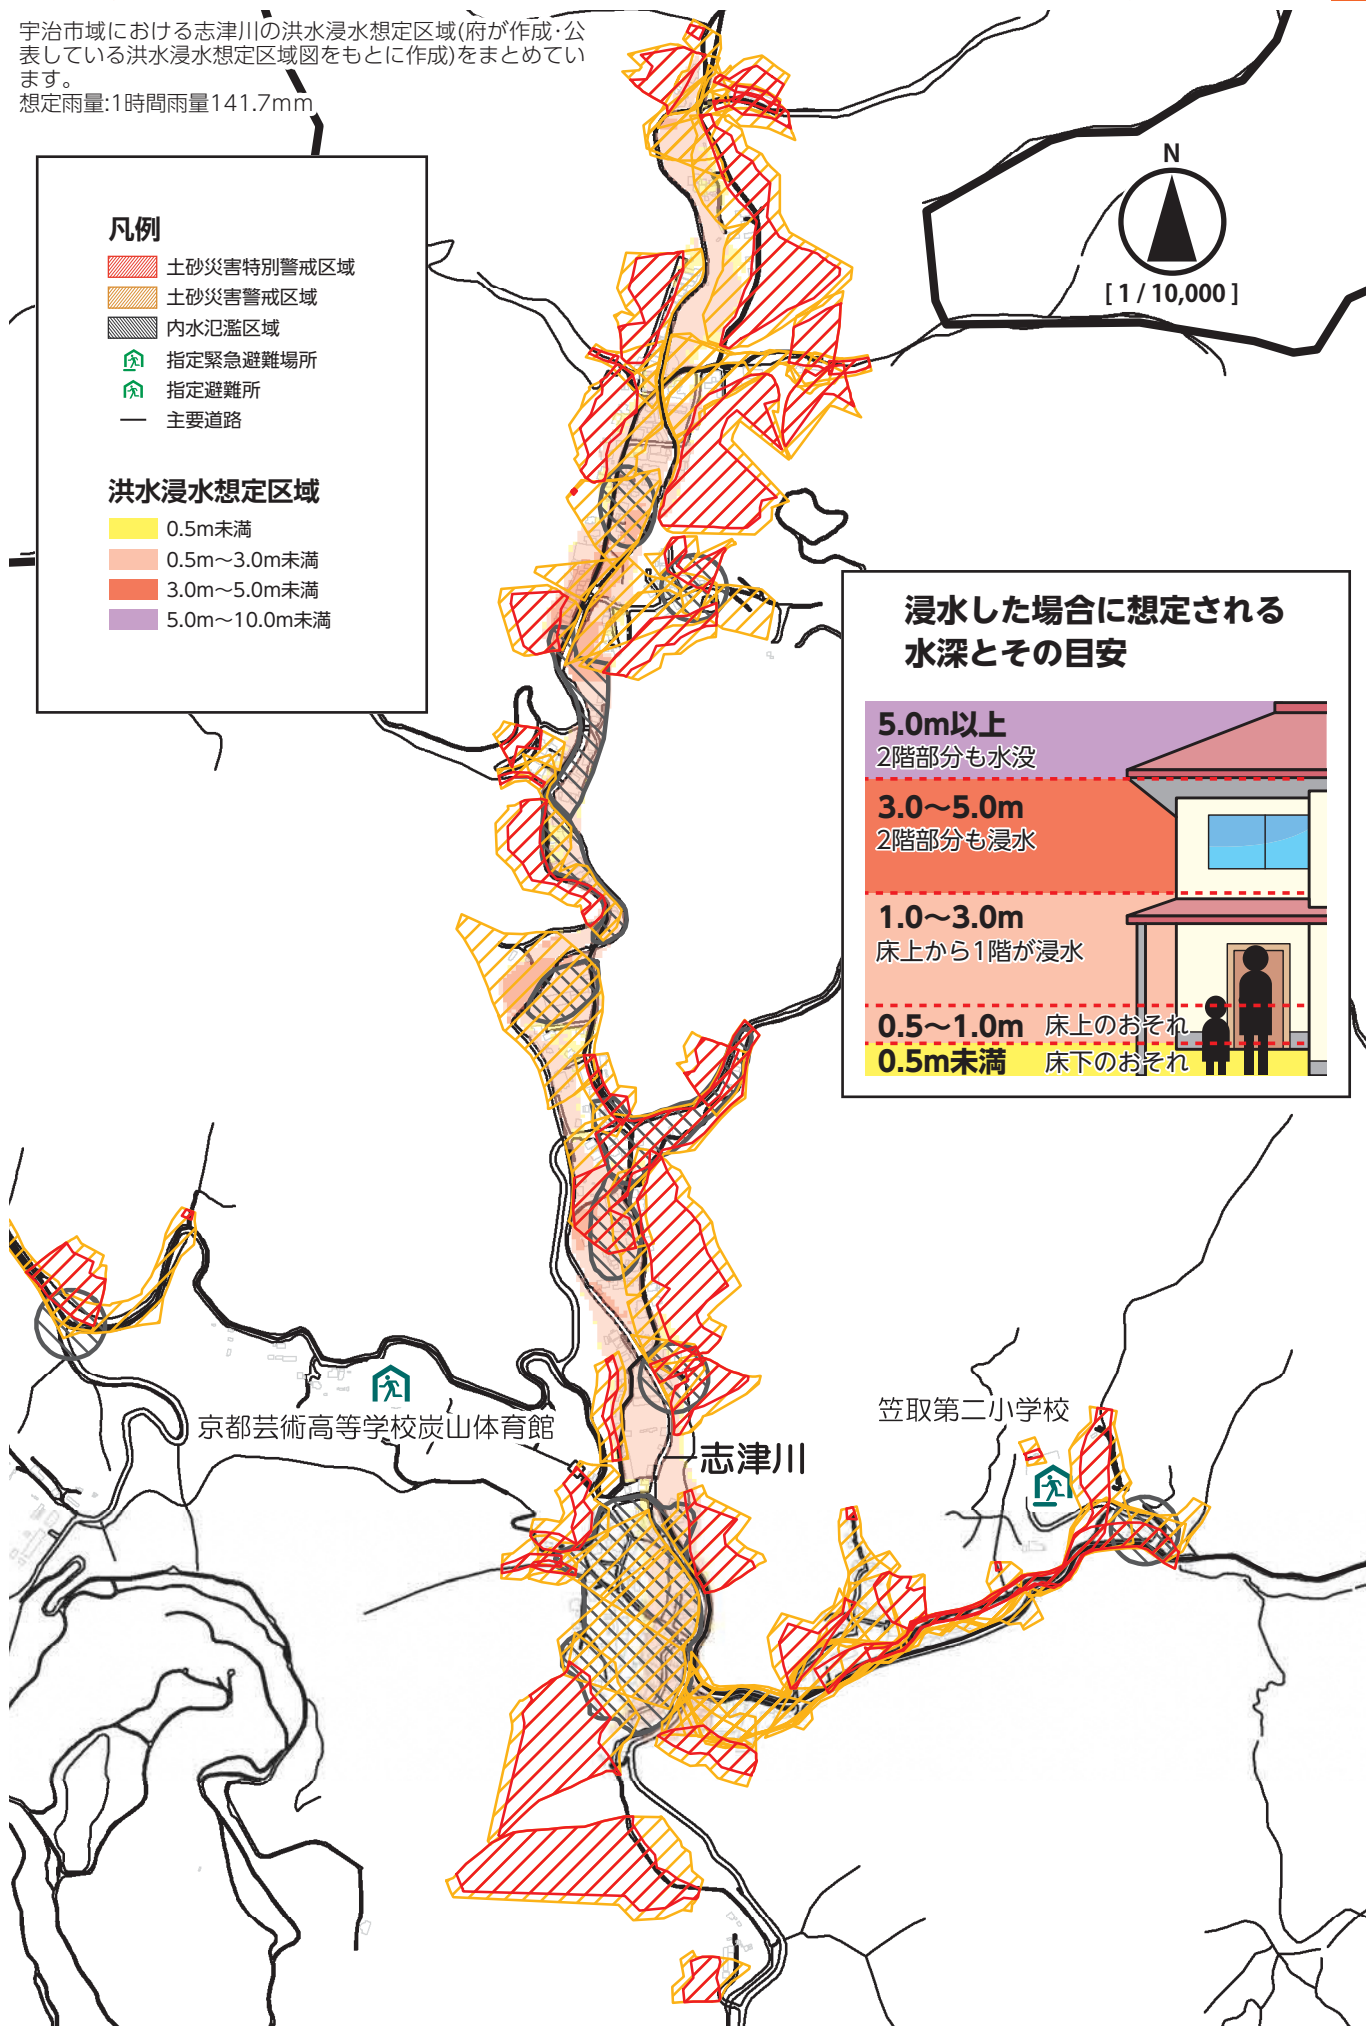 宇治市域における志津川の洪水浸水想定区域(府が作成・公
表している洪水浸水想定区域図をもとに作成)をまとめてい
ます。
想定雨量:1時間雨量141.7mm
凡例
土砂災害特別警戒区域
土砂災害警戒区域
内水氾濫区域
指定緊急避難場所
指定避難所
主要道路
洪水浸水想定区域
0.5m未満
0.5m〜3.0m未満
3.0m〜5.0m未満
5.0m〜10.0m未満
N
[ 1 / 10,000 ]
浸水した場合に想定される
水深とその目安
5.0m以上
2階部分も水没
3.0〜5.0m
2階部分も浸水
1.0〜3.0m
床上から1階が浸水
0.5〜1.0m 床上のおそれ
0.5m未満 床下のおそれ
京都芸術高等学校炭山体育館
笠取第二小学校
志津川